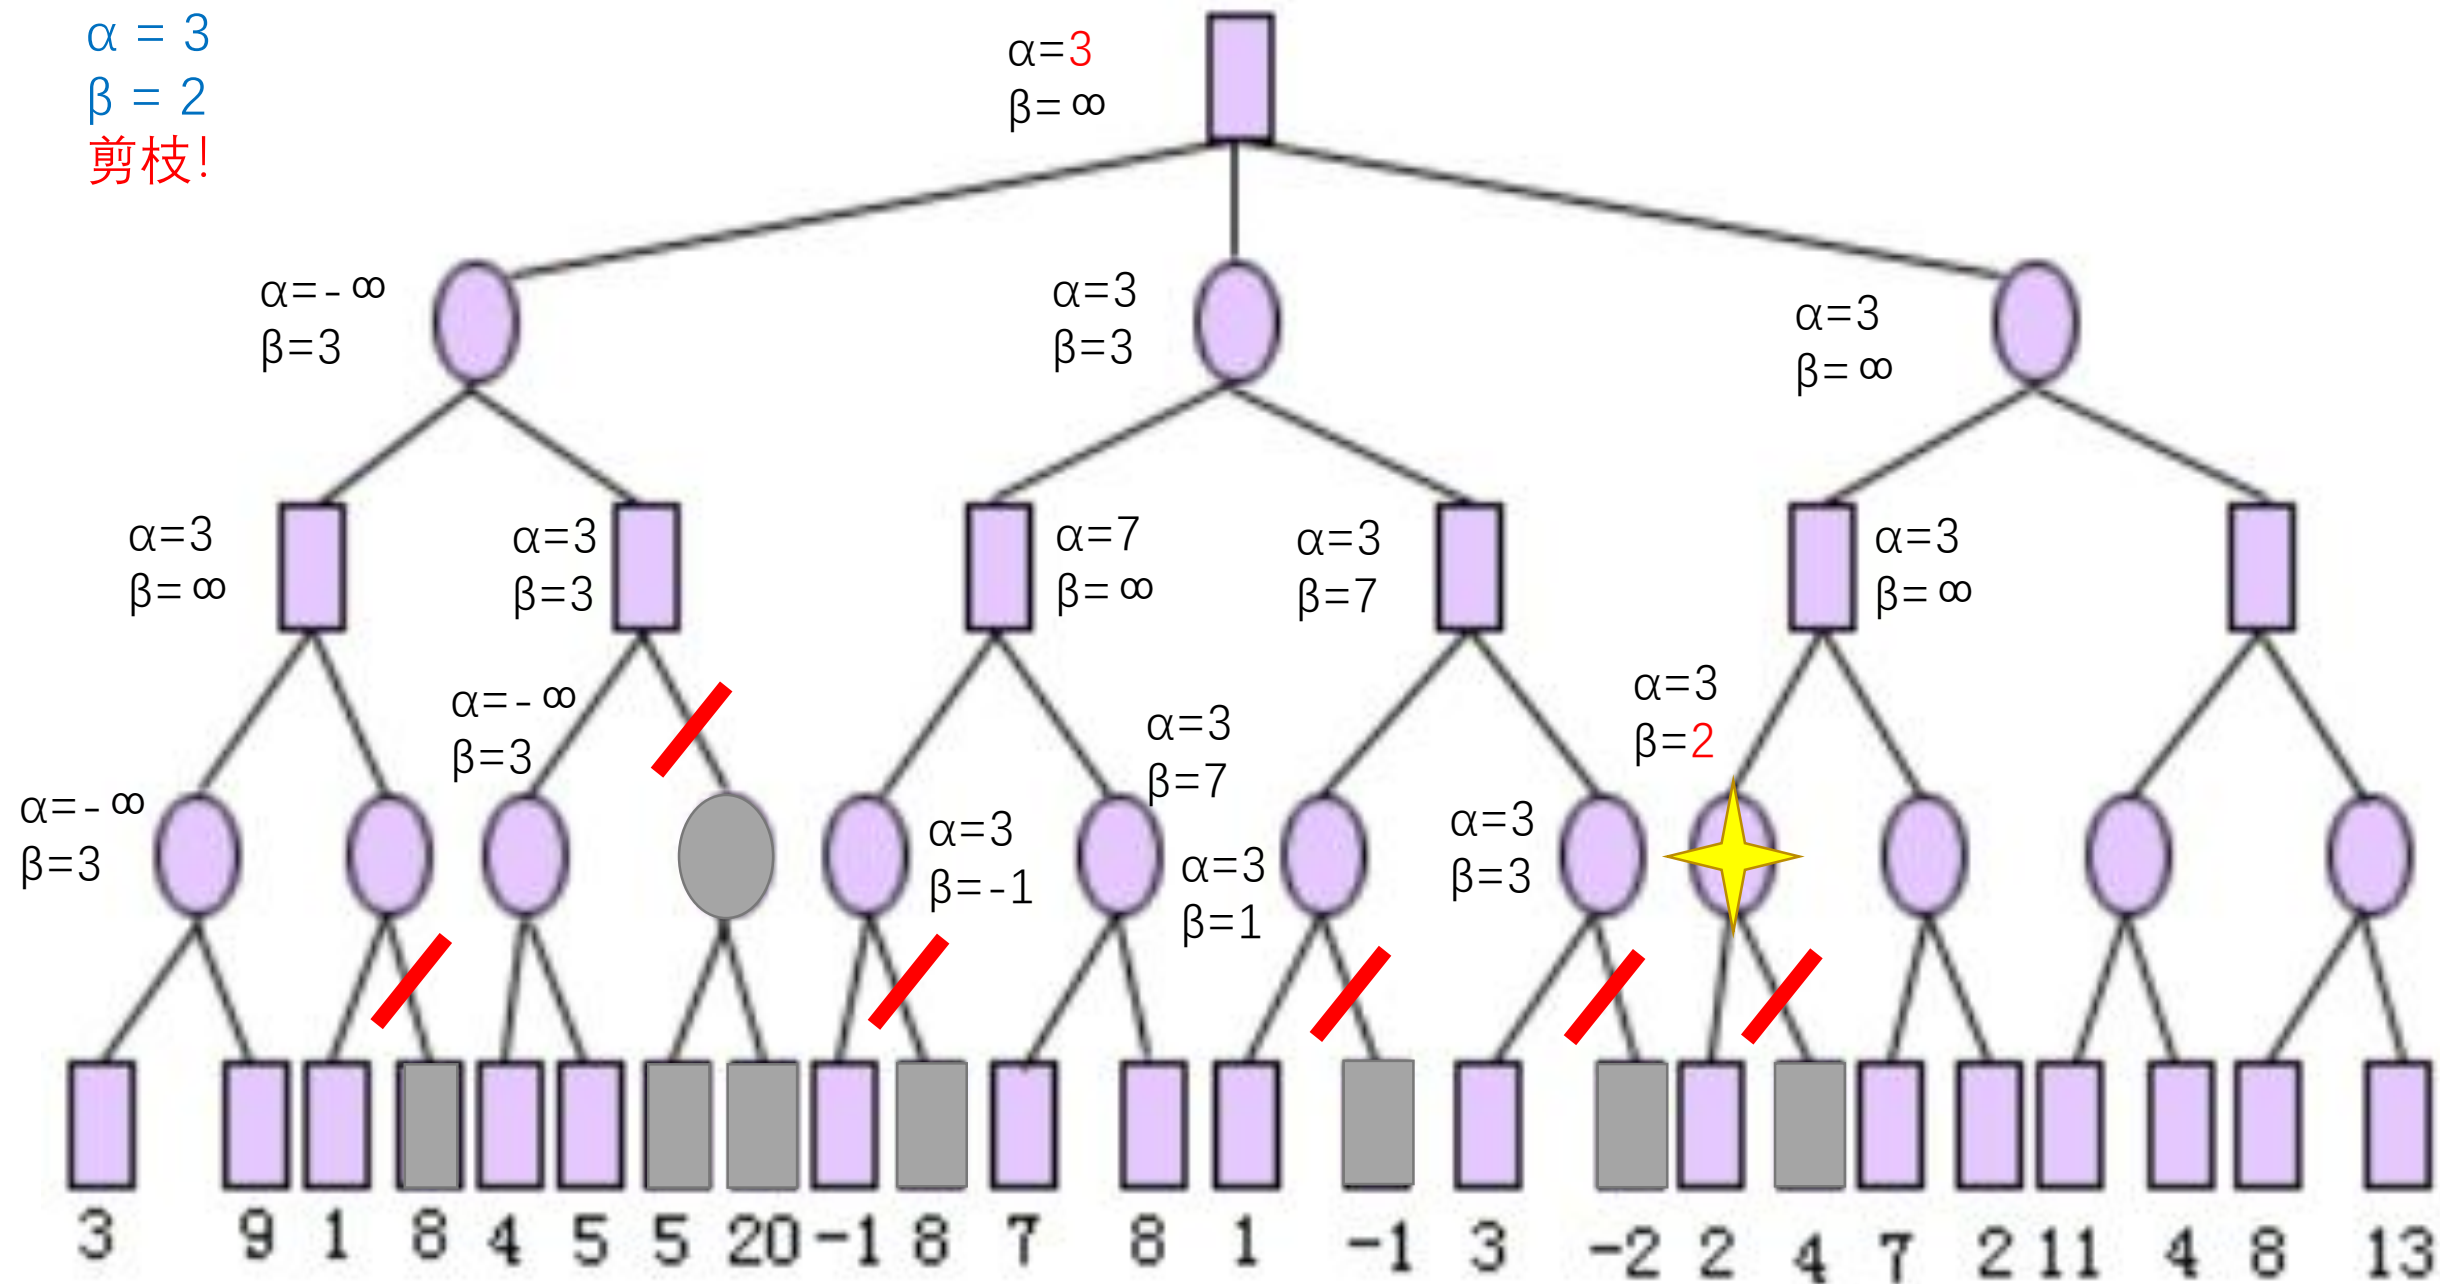 α = 3
β = 2
剪枝!
α=3
β=∞
α=-∞
β=3
α=3
β=3
α=3
β=∞
α=3
β=∞
α=3
β=3
α=7
β=∞
α=3
β=7
α=3
β=∞
α=-∞
β=3
α=-∞
β=3
α=3
β=-1
α=3
β=7
α=3
β=1
α=3
β=3
α=3
β=2
3 9 1 8 4 5 5 20 -1 8 7 8 1 -1 3 -2 2 4 7 2 11 4 8 13